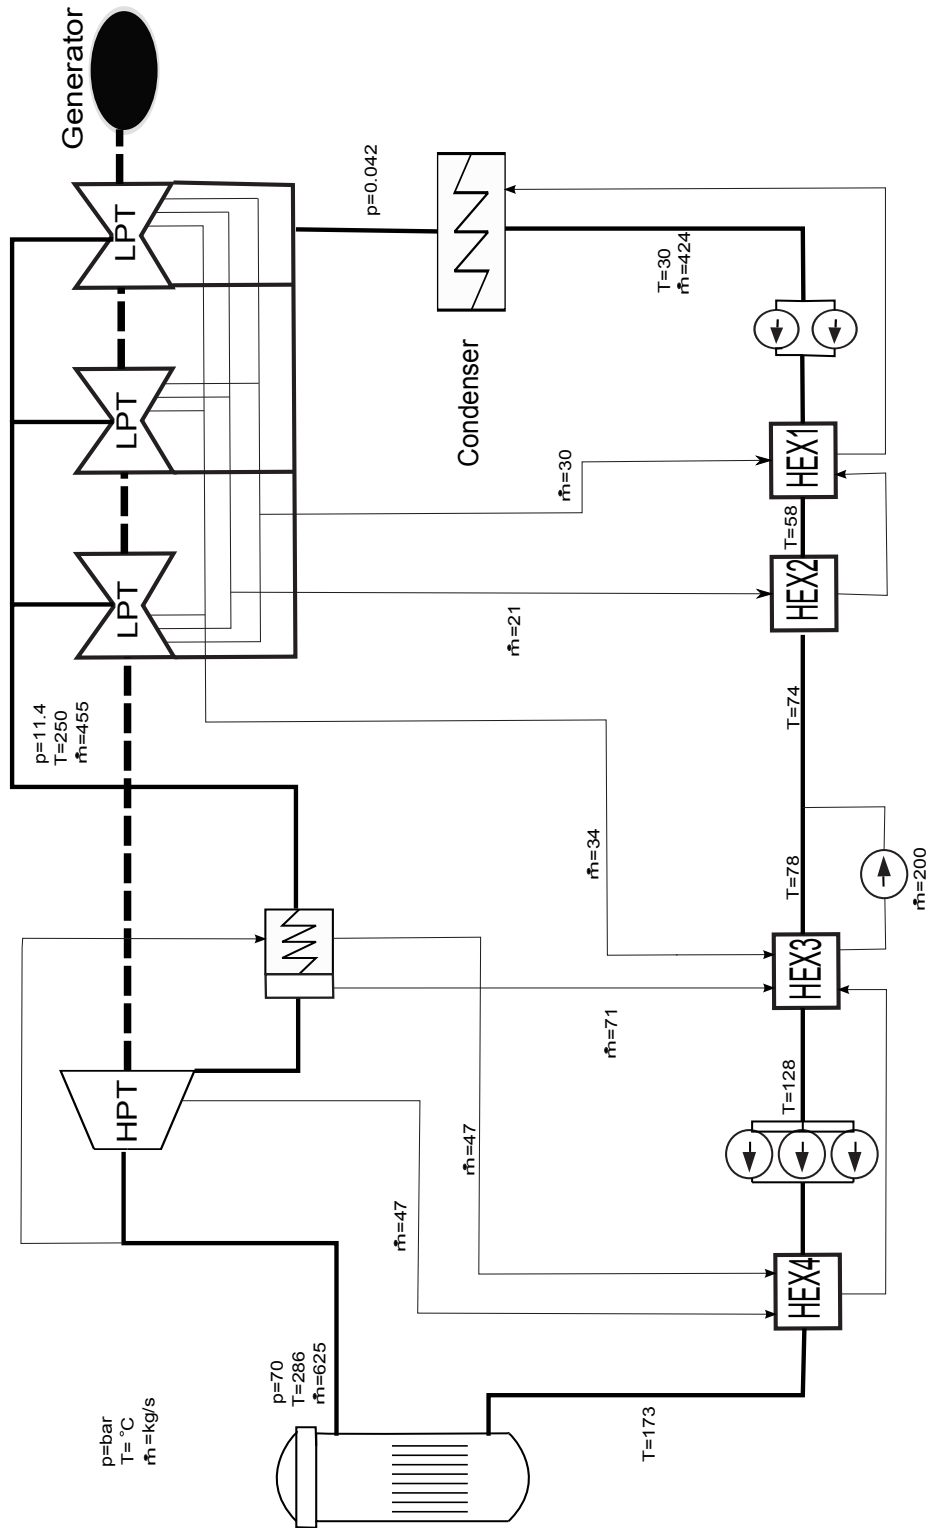 Generator
LPT
LPT
LPT
HPT
p=0.042
Condenser
T=30
ṁ=424
p=11.4
T=250
ṁ=455
ṁ=30
ṁ=21
ṁ=34
ṁ=71
ṁ=47
ṁ=47
HEX1
T=58
HEX2
T=74
T=78
ṁ=200
HEX3
T=128
HEX4
T=173
p=70
T=286
ṁ=625
p=bar
T= °C
ṁ =kg/s